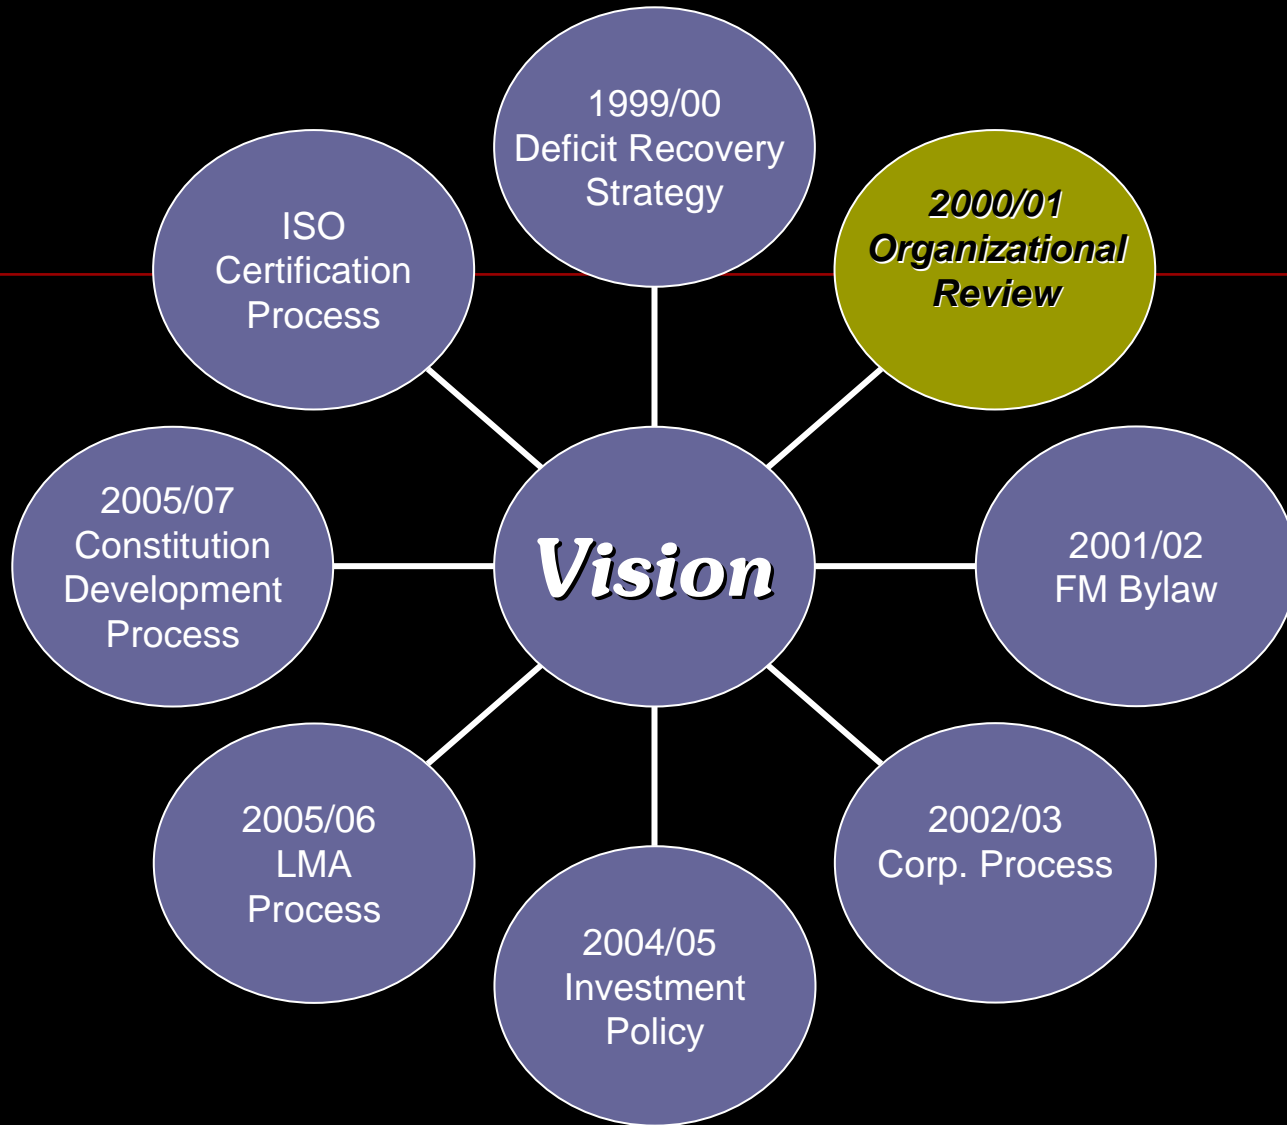 1999/00
Deficit Recovery
Strategy
2000/01
Organizational
Review
2001/02
FM Bylaw
2002/03
Corp. Process
2004/05
Investment
Policy
2005/06
LMA
Process
2005/07
Constitution
Development
Process
ISO
Certification
Process
Vision